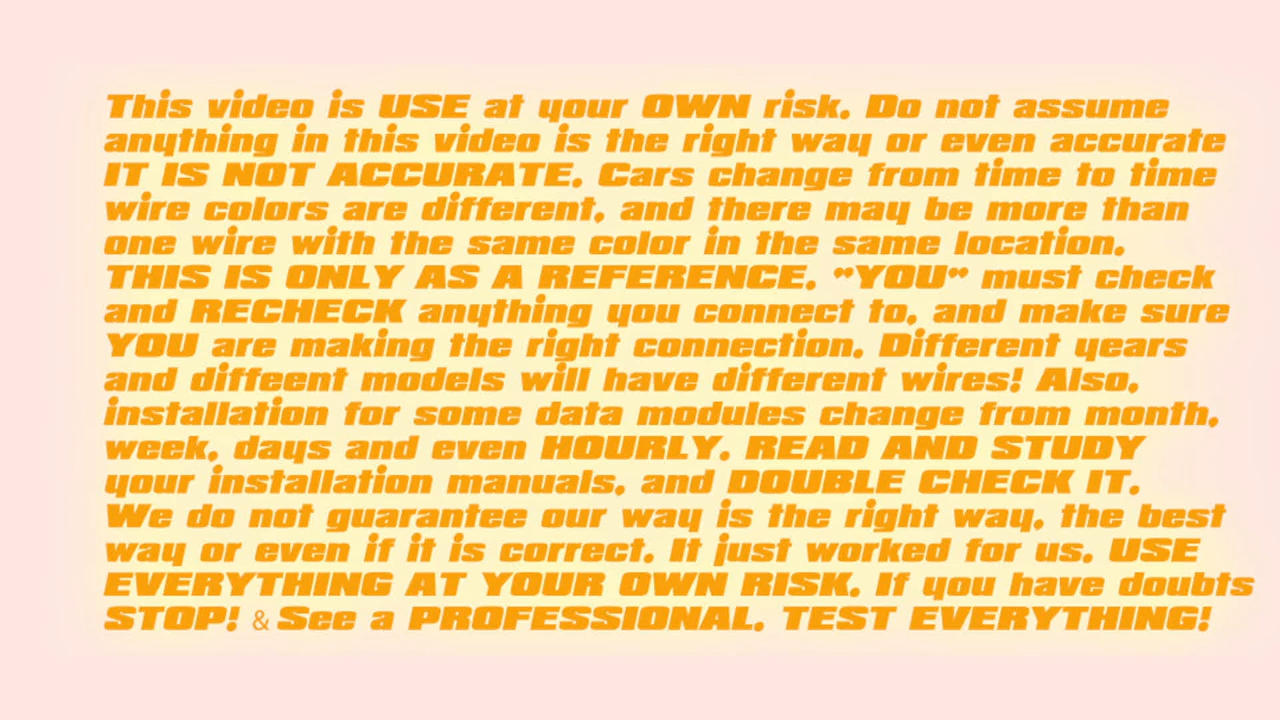 This video is USE at your OWN risk. Do not assume
anything in this video is the right way or even accurate
IT IS NOT ACCURATE. Cars change from time to time
wire colors are different, and there may be more than
one wire with the same color in the same location.
THIS IS ONLY AS A REFERENCE. ”YOU” must check
and RECHECK anything you connect to, and make sure
YOU are making the right connection. Different years
and diffeent models will have different wires! Also,
installation for some data modules change from month,
week, days and even HOURLY. READ AND STUDY
your installation manuals, and DOUBLE CHECK IT.
We do not guarantee our way is the right way, the best
way or even if it is correct. It just worked for us. USE
EVERYTHING AT YOUR OWN RISK. If you have doubts
STOP! & See a PROFESSIONAL. TEST EVERYTHING!